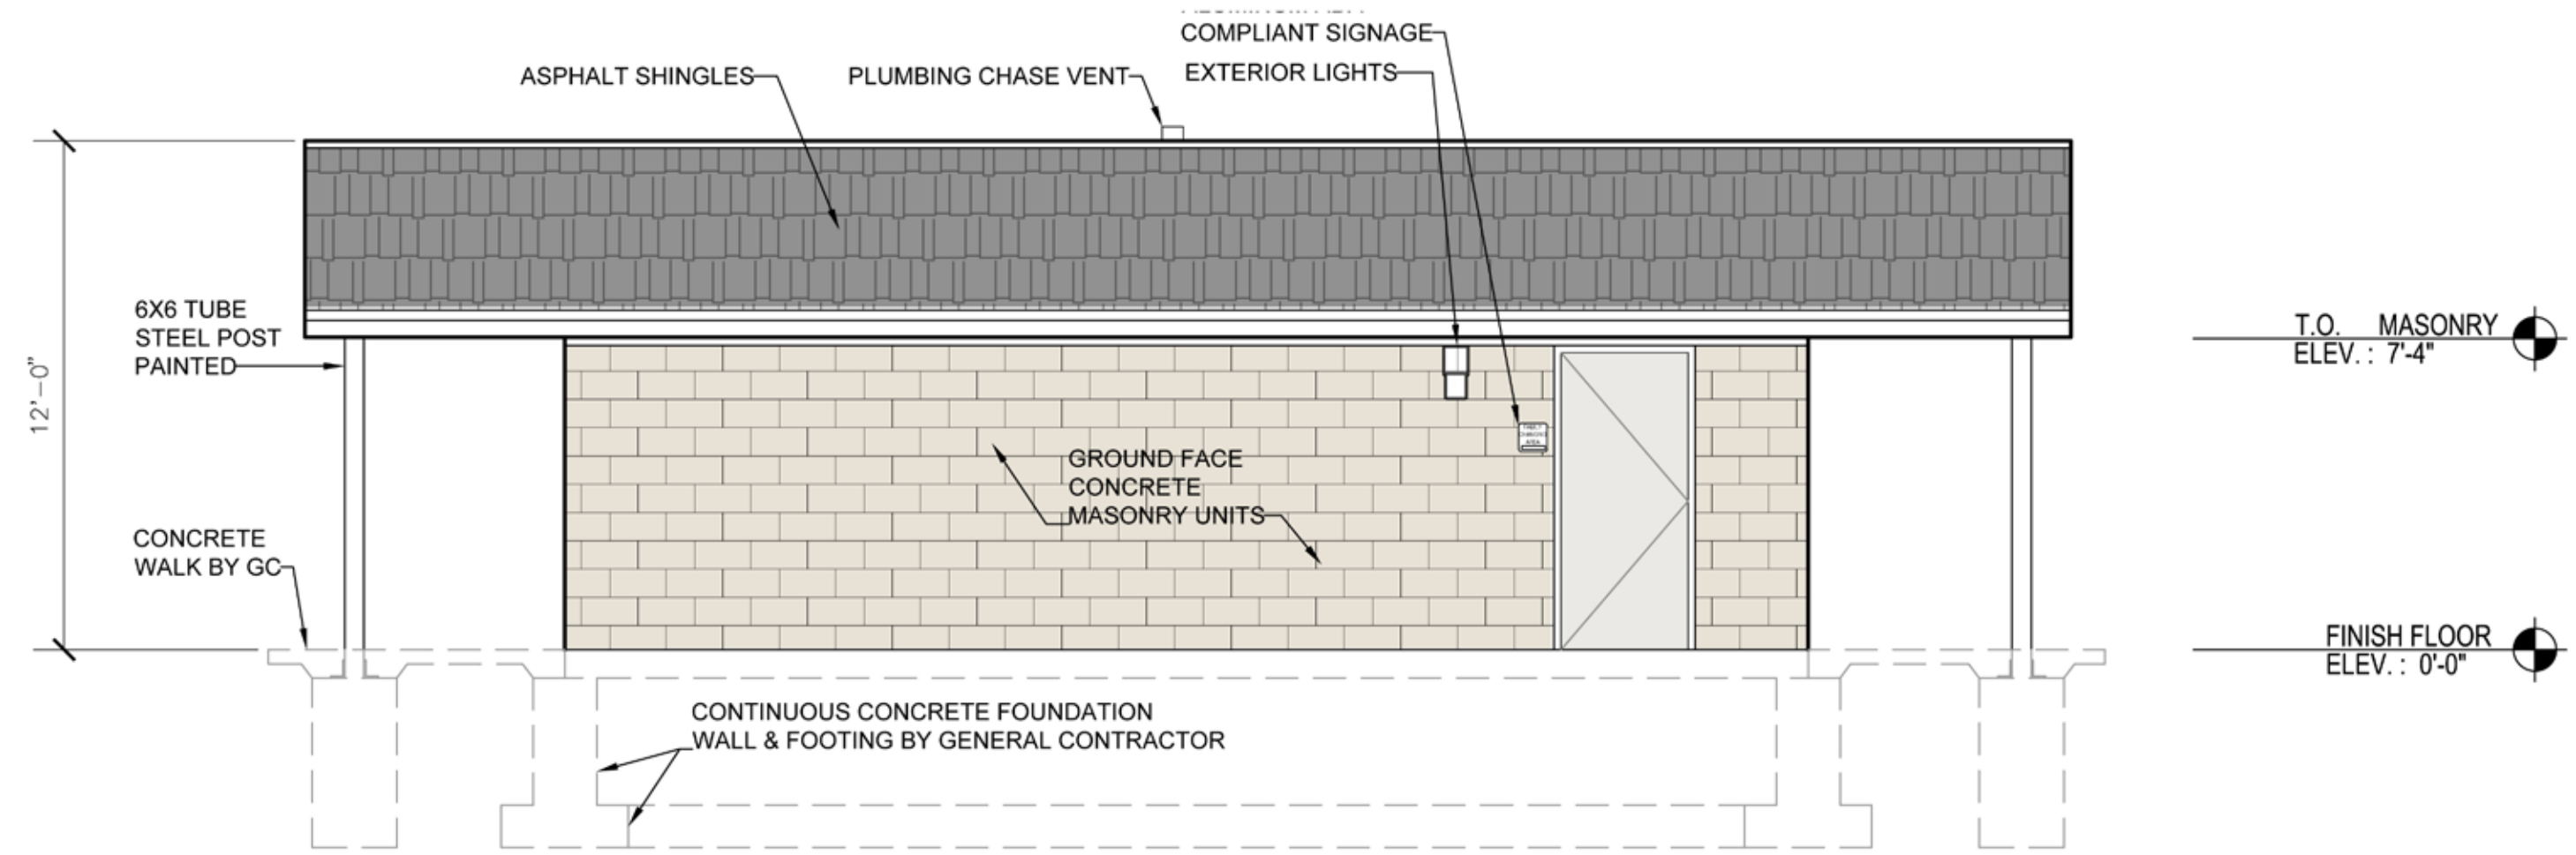 COMPLIANT SIGNAGE
ASPHALT SHINGLES
PLUMBING CHASE VENT
EXTERIOR LIGHTS
6X6 TUBE
STEEL POST
PAINTED
12'-0"
T.O. MASONRY
ELEV. : 7'-4"
GROUND FACE
CONCRETE
MASONRY UNITS
CONCRETE
WALK BY GC
FINISH FLOOR
ELEV. : 0'-0"
CONTINUOUS CONCRETE FOUNDATION
WALL & FOOTING BY GENERAL CONTRACTOR